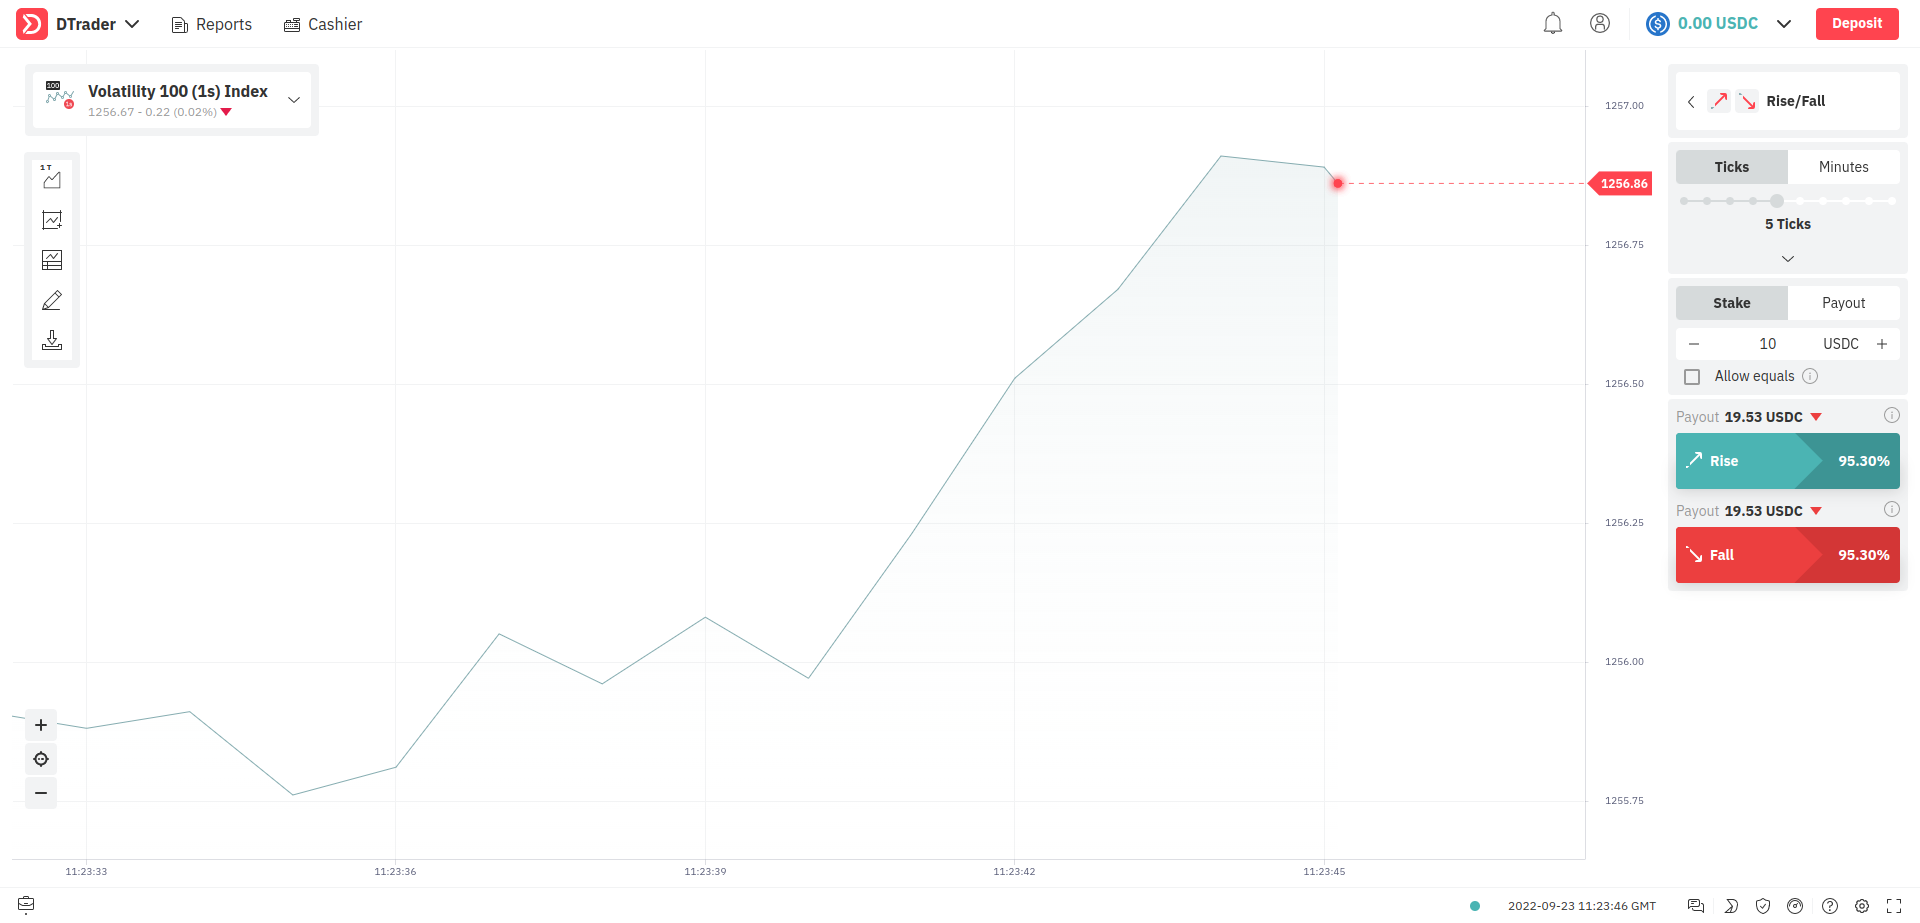 DTrader
Reports
Cashier
0.00 USDC
Deposit
100
1s
Volatility 100 (1s) Index
1256.67 - 0.22 (0.02%)
1T
1257.00
1256.86
1256.75
1256.50
1256.25
1256.00
1255.75
11:23:33
11:23:36
11:23:39
11:23:42
11:23:45
Rise/Fall
Ticks
Minutes
5 Ticks
Stake
Payout
10
USDC
Allow equals
Payout 19.53 USDC
Rise
95.30%
Payout 19.53 USDC
Fall
95.30%
2022-09-23 11:23:46 GMT